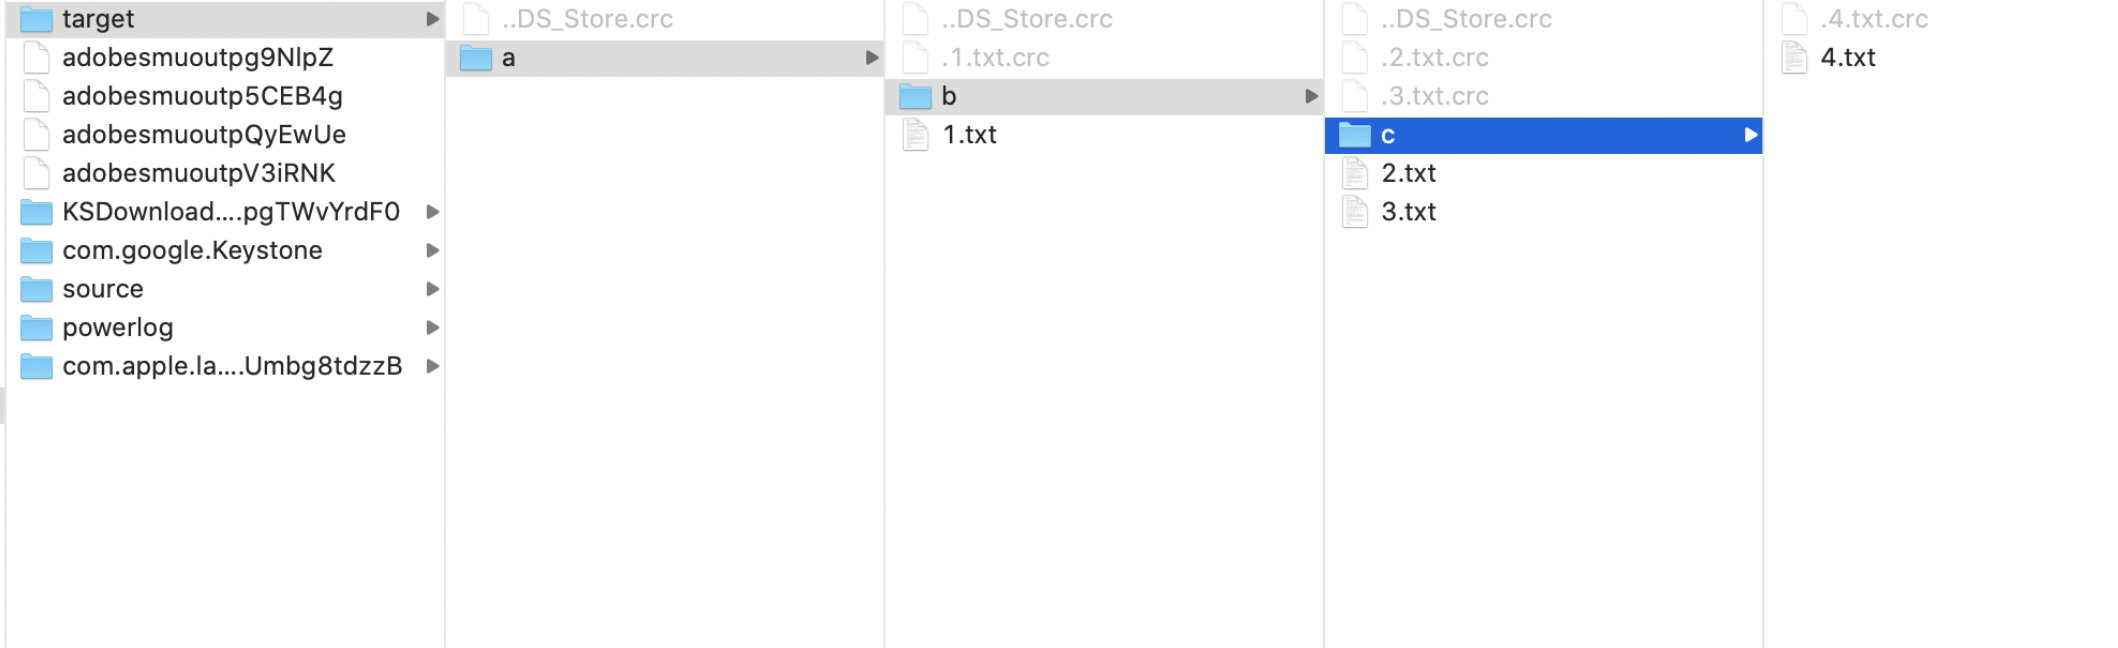 target
adobesmuoutpg9NlpZ
adobesmuoutp5CEB4g
adobesmuoutpQyEwUe
adobesmuoutpV3iRNK
KSDownload....pgTWvYrdF0
com.google.Keystone
source
powerlog
com.apple.la....Umbg8tdzzB
..DS_Store.crc
a
..DS_Store.crc
.1.txt.crc
b
1.txt
..DS_Store.crc
.2.txt.crc
.3.txt.crc
c
2.txt
3.txt
.4.txt.crc
4.txt